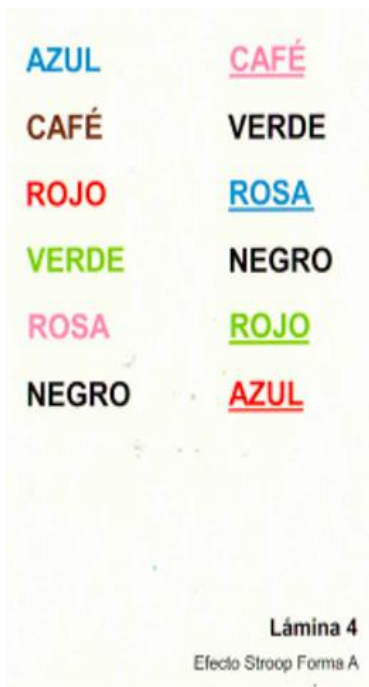 AZUL CAFÉ
CAFÉ VERDE
ROJO ROSA
VERDE NEGRO
ROSA ROJO
NEGRO AZUL
Lámina 4
Efecto Stroop Forma A